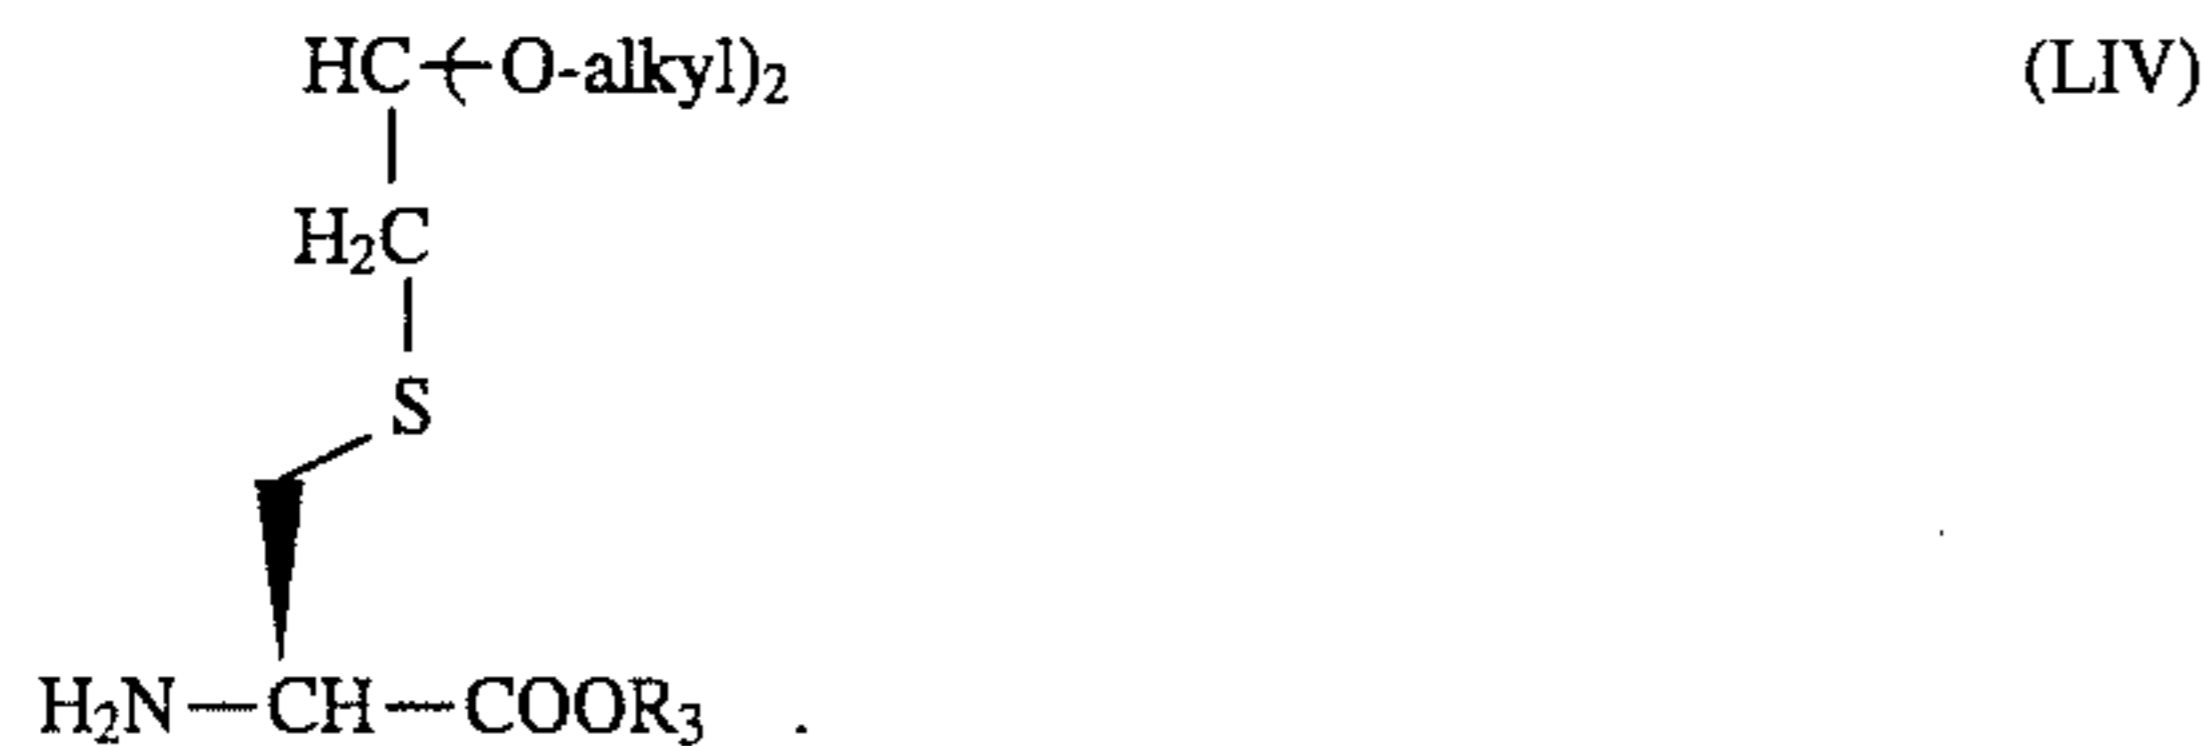 HC-(-O-alkyl)2 (LIV)
H2C
S
H2N—CH—COOR3 .